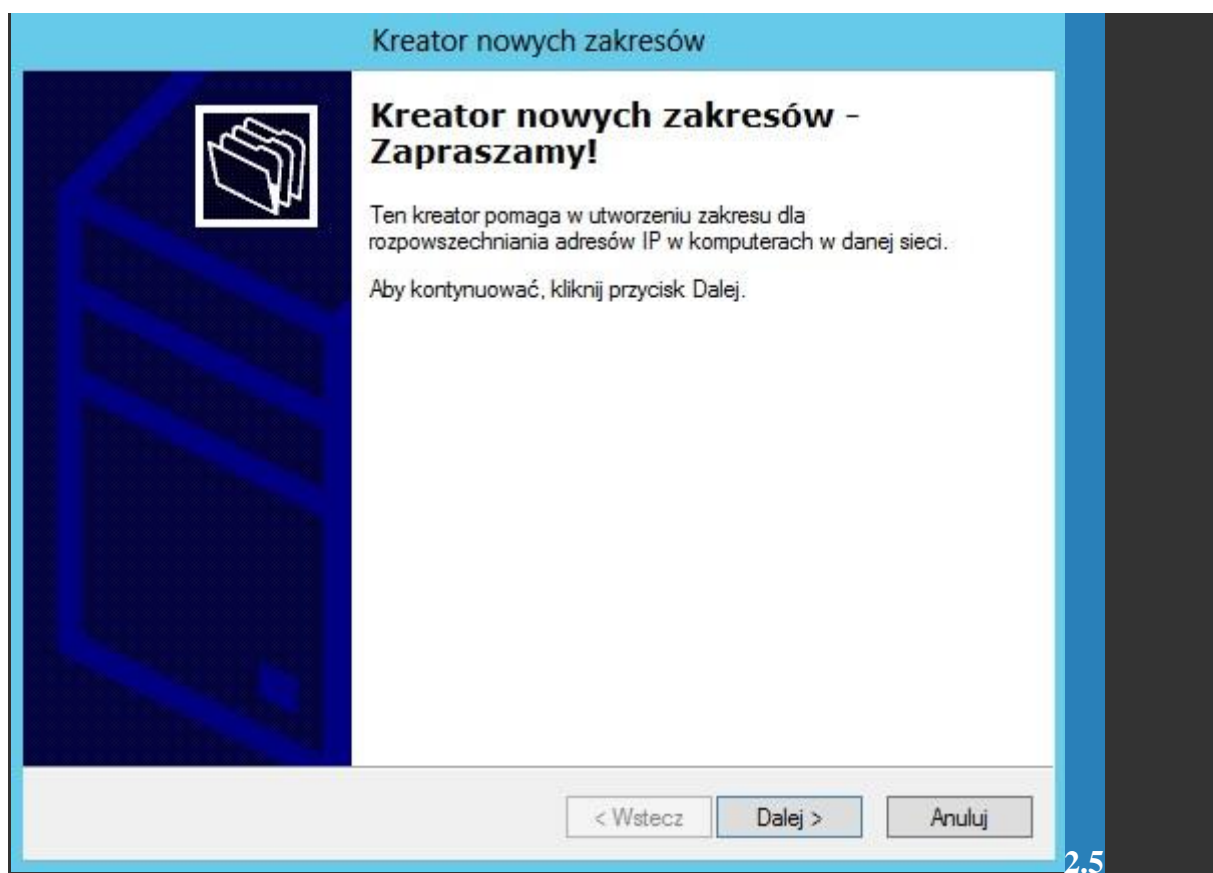 Kreator nowych zakresów
Kreator nowych zakresów -
Zapraszamy!
Ten kreator pomaga w utworzeniu zakresu dla
rozpowszechniania adresów IP w komputerach w danej sieci.
Aby kontynuować, kliknij przycisk Dalej.
< Wstecz Dalej > Anuluj
2.5